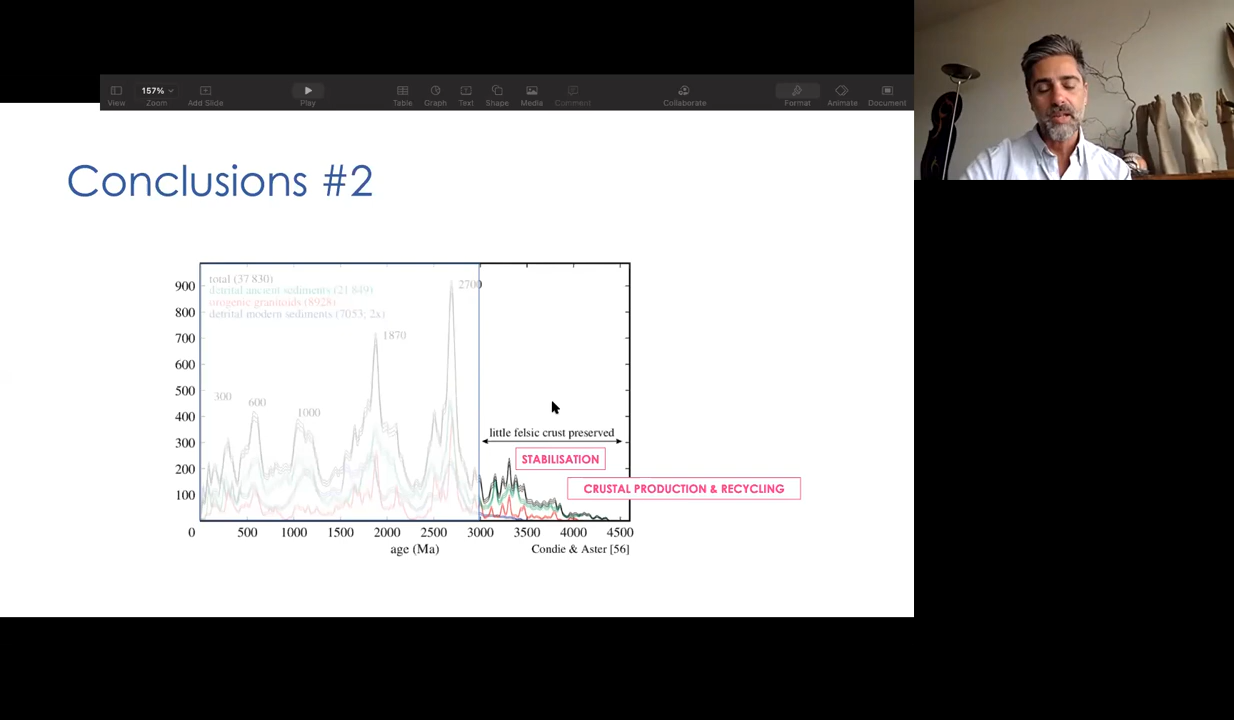 157%
View
Zoom
Add Slide
Play
Table
Graph
Text
Shape
Media
Comment
Collaborate
Format
Animate
Document
Conclusions #2
900
800
700
600
500
400
300
200
100
total (37 830)
detrital ancient sediments (21 849)
orogenic granitoids (8928)
detrital modern sediments (7053; 2x)
2700
1870
300
600
1000
little felsic crust preserved
STABILISATION
CRUSTAL PRODUCTION & RECYCLING
0 500 1000 1500 2000 2500 3000 3500 4000 4500
age (Ma)
Condie & Aster [56]